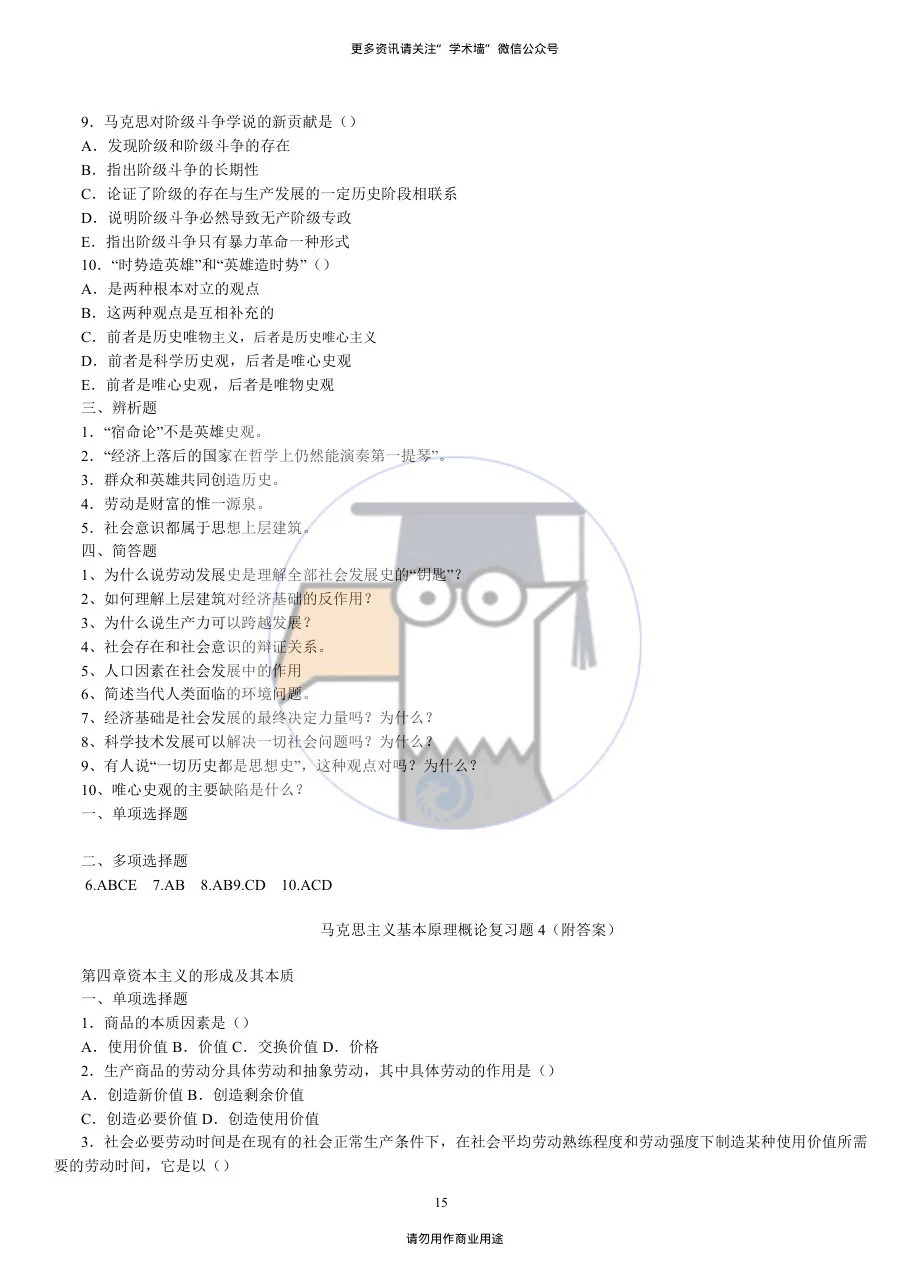 更多资讯请关注“学术墙”微信公众号
9．马克思对阶级斗争学说的新贡献是（）
A．发现阶级和阶级斗争的存在
B．指出阶级斗争的长期性
C．论证了阶级的存在与生产发展的一定历史阶段相联系
D．说明阶级斗争必然导致无产阶级专政
E．指出阶级斗争只有暴力革命一种形式
10．“时势造英雄”和“英雄造时势”（）
A．是两种根本对立的观点
B．这两种观点是互相补充的
C．前者是历史唯物主义，后者是历史唯心主义
D．前者是科学历史观，后者是唯心史观
E．前者是唯心史观，后者是唯物史观
三、辨析题
1．“宿命论”不是英雄史观。
2．“经济上落后的国家在哲学上仍然能演奏第一提琴”。
3．群众和英雄共同创造历史。
4．劳动是财富的惟一源泉。
5．社会意识都属于思想上层建筑。
四、简答题
1、为什么说劳动发展史是理解全部社会发展史的“钥匙”？
2、如何理解上层建筑对经济基础的反作用？
3、为什么说生产力可以跨越发展？
4、社会存在和社会意识的辩证关系。
5、人口因素在社会发展中的作用
6、简述当代人类面临的环境问题。
7、经济基础是社会发展的最终决定力量吗？为什么？
8、科学技术发展可以解决一切社会问题吗？为什么？
9、有人说“一切历史都是思想史”，这种观点对吗？为什么？
10、唯心史观的主要缺陷是什么？
一、单项选择题
二、多项选择题
6.ABCE 7.AB 8.AB9.CD 10.ACD
马克思主义基本原理概论复习题 4（附答案）
第四章资本主义的形成及其本质
一、单项选择题
1．商品的本质因素是（）
A．使用价值 B．价值 C．交换价值 D．价格
2．生产商品的劳动分具体劳动和抽象劳动，其中具体劳动的作用是（）
A．创造新价值 B．创造剩余价值
C．创造必要价值 D．创造使用价值
3．社会必要劳动时间是在现有的社会正常生产条件下，在社会平均劳动熟练程度和劳动强度下制造某种使用价值所需
要的劳动时间，它是以（）
15
请勿用作商业用途